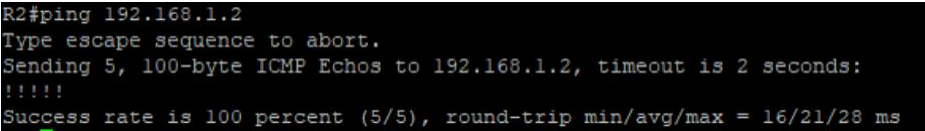 R2#ping 192.168.1.2
Type escape sequence to abort.
Sending 5, 100-byte ICMP Echos to 192.168.1.2, timeout is 2 seconds:
!!!!!
Success rate is 100 percent (5/5), round-trip min/avg/max = 16/21/28 ms